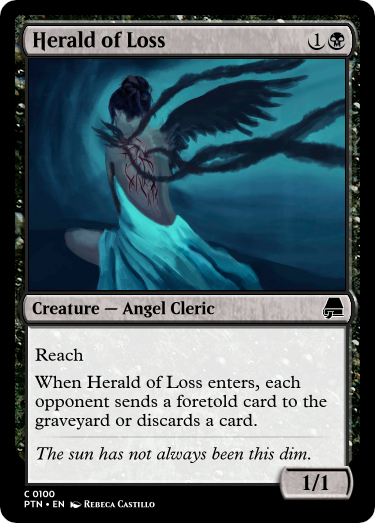 Herald of Loss 1
Creature — Angel Cleric
Reach
When Herald of Loss enters, each
opponent sends a foretold card to the
graveyard or discards a card.
The sun has not always been this dim.
1/1
C 0100
PTN • EN Rebeca Castillo